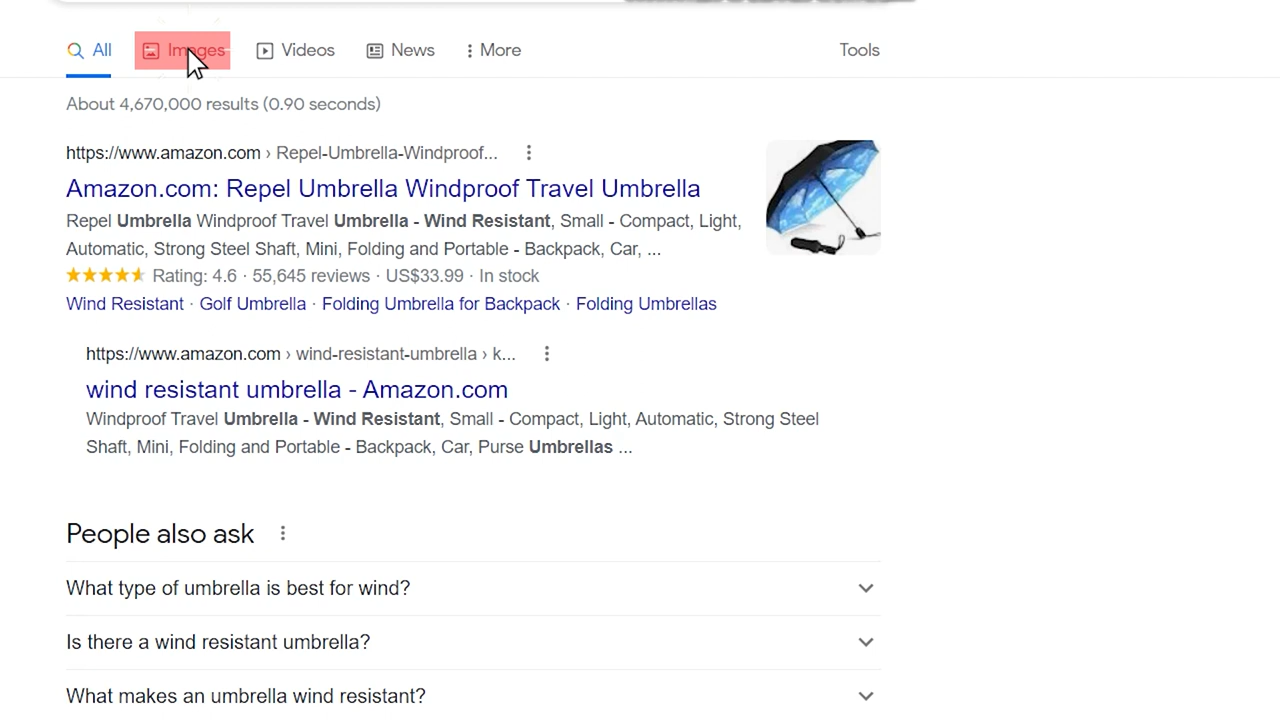 All Images Videos News More Tools
About 4,670,000 results (0.90 seconds)
https://www.amazon.com › Repel-Umbrella-Windproof...
Amazon.com: Repel Umbrella Windproof Travel Umbrella
Repel Umbrella Windproof Travel Umbrella - Wind Resistant, Small - Compact, Light,
Automatic, Strong Steel Shaft, Mini, Folding and Portable - Backpack, Car, ...
Rating: 4.6 · 55,645 reviews · US$33.99 · In stock
Wind Resistant · Golf Umbrella · Folding Umbrella for Backpack · Folding Umbrellas
https://www.amazon.com › wind-resistant-umbrella › k...
wind resistant umbrella - Amazon.com
Windproof Travel Umbrella - Wind Resistant, Small - Compact, Light, Automatic, Strong Steel
Shaft, Mini, Folding and Portable - Backpack, Car, Purse Umbrellas ...
People also ask
What type of umbrella is best for wind?
Is there a wind resistant umbrella?
What makes an umbrella wind resistant?